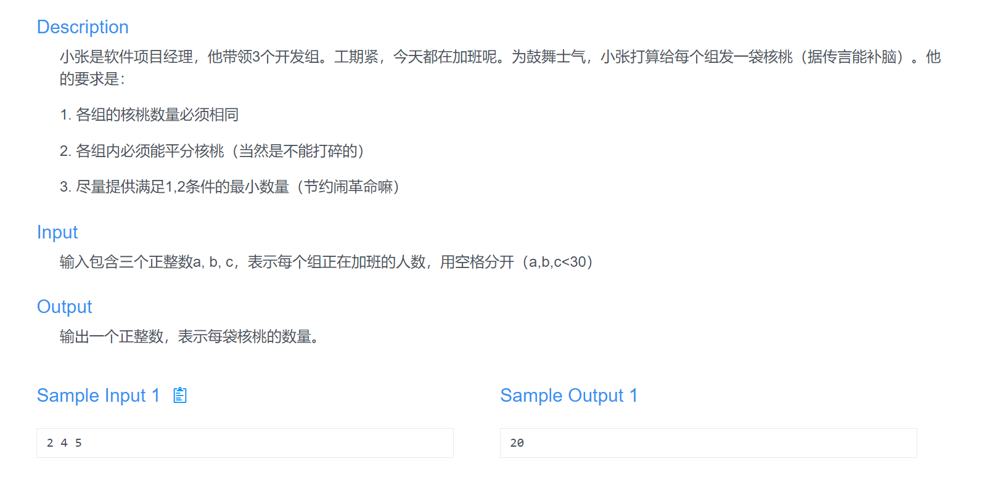 Description
小张是软件项目经理，他带领3个开发组。工期紧，今天都在加班呢。为鼓舞士气，小张打算给每个组发一袋核桃（据传言能补脑）。他
的要求是：
1. 各组的核桃数量必须相同
2. 各组内必须能平分核桃（当然是不能打碎的）
3. 尽量提供满足1,2条件的最小数量（节约闹革命嘛）
Input
输入包含三个正整数a, b, c，表示每个组正在加班的人数，用空格分开（a,b,c<30）
Output
输出一个正整数，表示每袋核桃的数量。
Sample Input 1
Sample Output 1
2 4 5
20